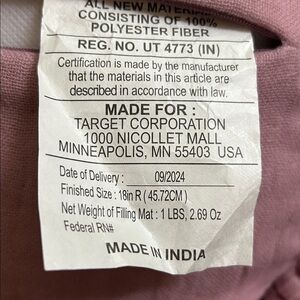 ALL NEW MATERIAL
CONSISTING OF 100%
POLYESTER FIBER
REG. NO. UT 4773 (IN)
Certification is made by the manufacturer
that the materials in this article are
described in accordance with law.
MADE FOR :
TARGET CORPORATION
1000 NICOLLET MALL
MINNEAPOLIS, MN 55403 USA
Date of Delivery : 09/2024
Finished Size : 18in R ( 45.72CM )
Net Weight of Filling Mat : 1 LBS, 2.69 Oz
Federal RN#
MADE IN INDIA